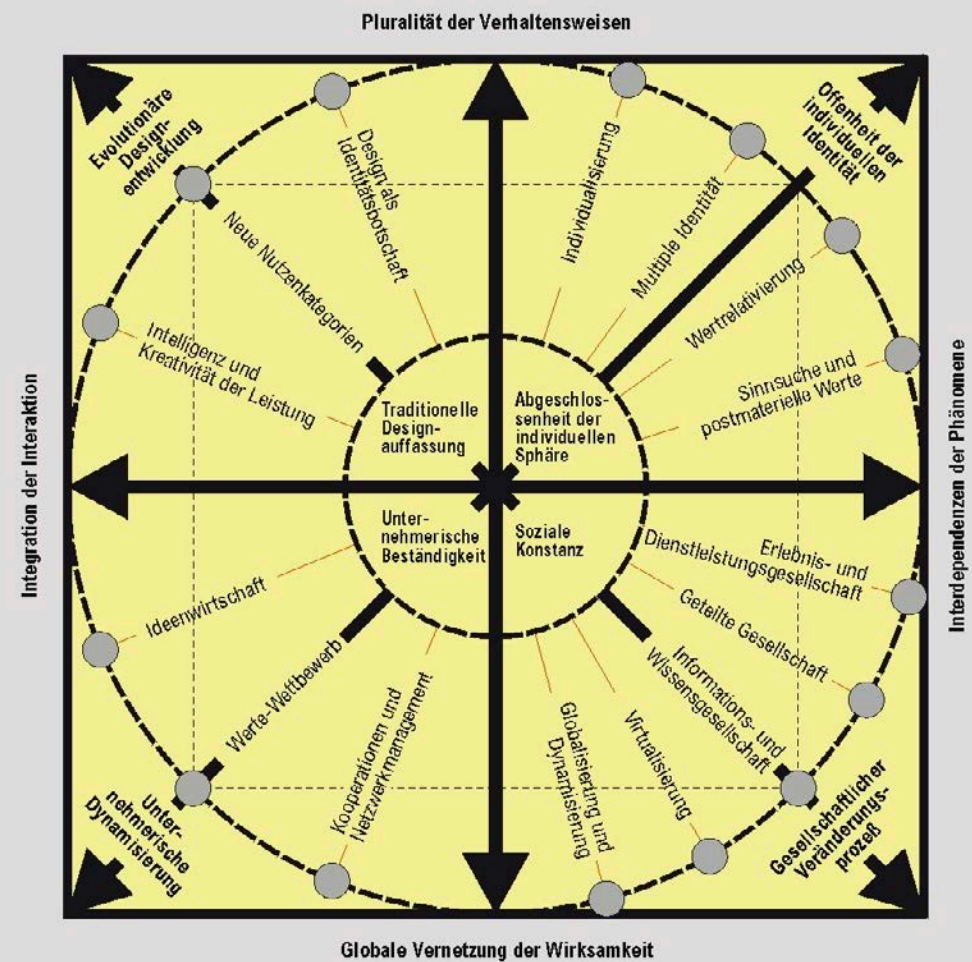 Pluralität der Verhaltensweisen
Evolutionäre
Design-
entwicklung
Design als
Identitätsbotschaft
Individualisierung
Multiple Identität
Offenheit der
individuellen
Identität
Neue Nutzenkategorien
Wertrelativierung
Intelligenz und
Kreativität der Leistung
Sinnsuche und
postmaterielle Werte
Traditionelle
Design-
auffassung
Abgeschlos-
senheit der
individuellen
Sphäre
Integration der Interaktion
Interdependenzen der Phänomene
Unter-
nehmerische
Beständigkeit
Soziale
Konstanz
Ideenwirtschaft
Erlebnis- und
Dienstleistungsgesellschaft
Geteilte Gesellschaft
Werte-Wettbewerb
Informations- und
Wissensgesellschaft
Kooperationen und
Netzwerkmanagement
Globalisierung und
Dynamisierung
Virtualisierung
Unter-
nehmerische
Dynamisierung
Gesellschaftlicher
Veränderungs-
prozeß
Globale Vernetzung der Wirksamkeit